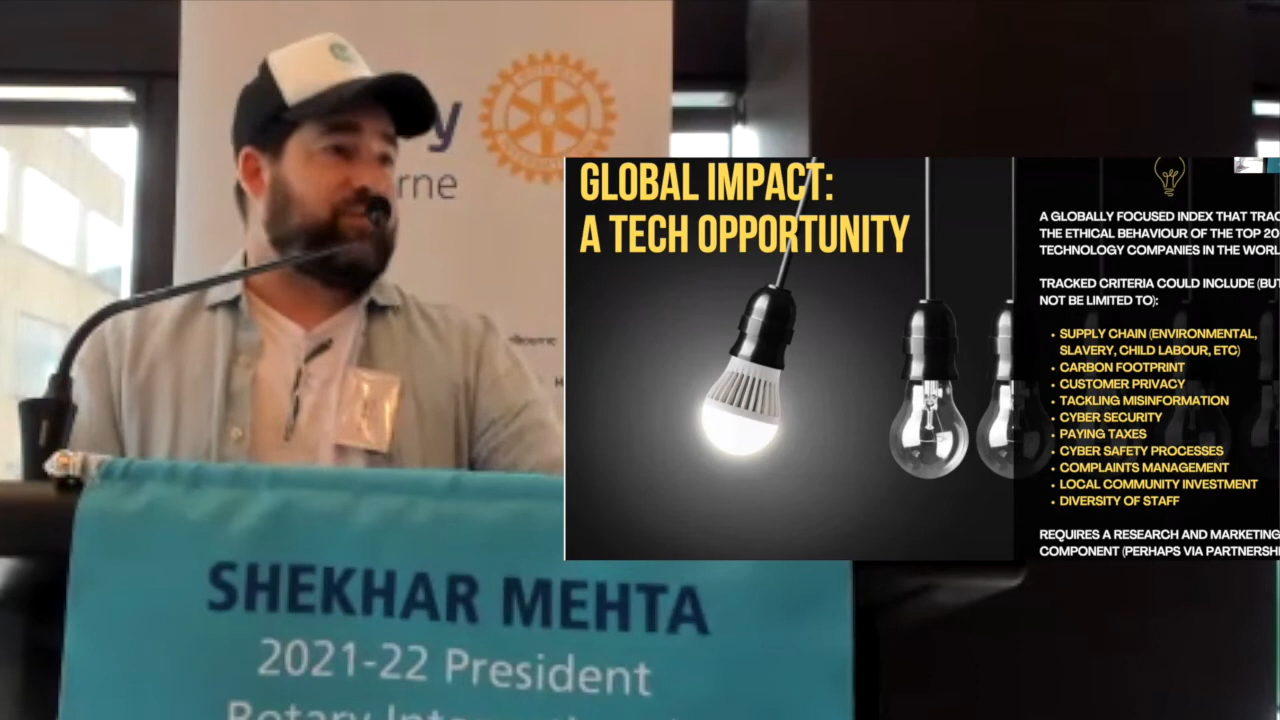 y
rne
GLOBAL IMPACT:
A TECH OPPORTUNITY
A GLOBALLY FOCUSED INDEX THAT TRAC
THE ETHICAL BEHAVIOUR OF THE TOP 20
TECHNOLOGY COMPANIES IN THE WORL
TRACKED CRITERIA COULD INCLUDE (BUT
NOT BE LIMITED TO):
• SUPPLY CHAIN (ENVIRONMENTAL,
SLAVERY, CHILD LABOUR, ETC)
• CARBON FOOTPRINT
• CUSTOMER PRIVACY
• TACKLING MISINFORMATION
• CYBER SECURITY
• PAYING TAXES
• CYBER SAFETY PROCESSES
• COMPLAINTS MANAGEMENT
• LOCAL COMMUNITY INVESTMENT
• DIVERSITY OF STAFF
REQUIRES A RESEARCH AND MARKETING
COMPONENT (PERHAPS VIA PARTNERSHI
SHEKHAR MEHTA
2021-22 President
Rotary